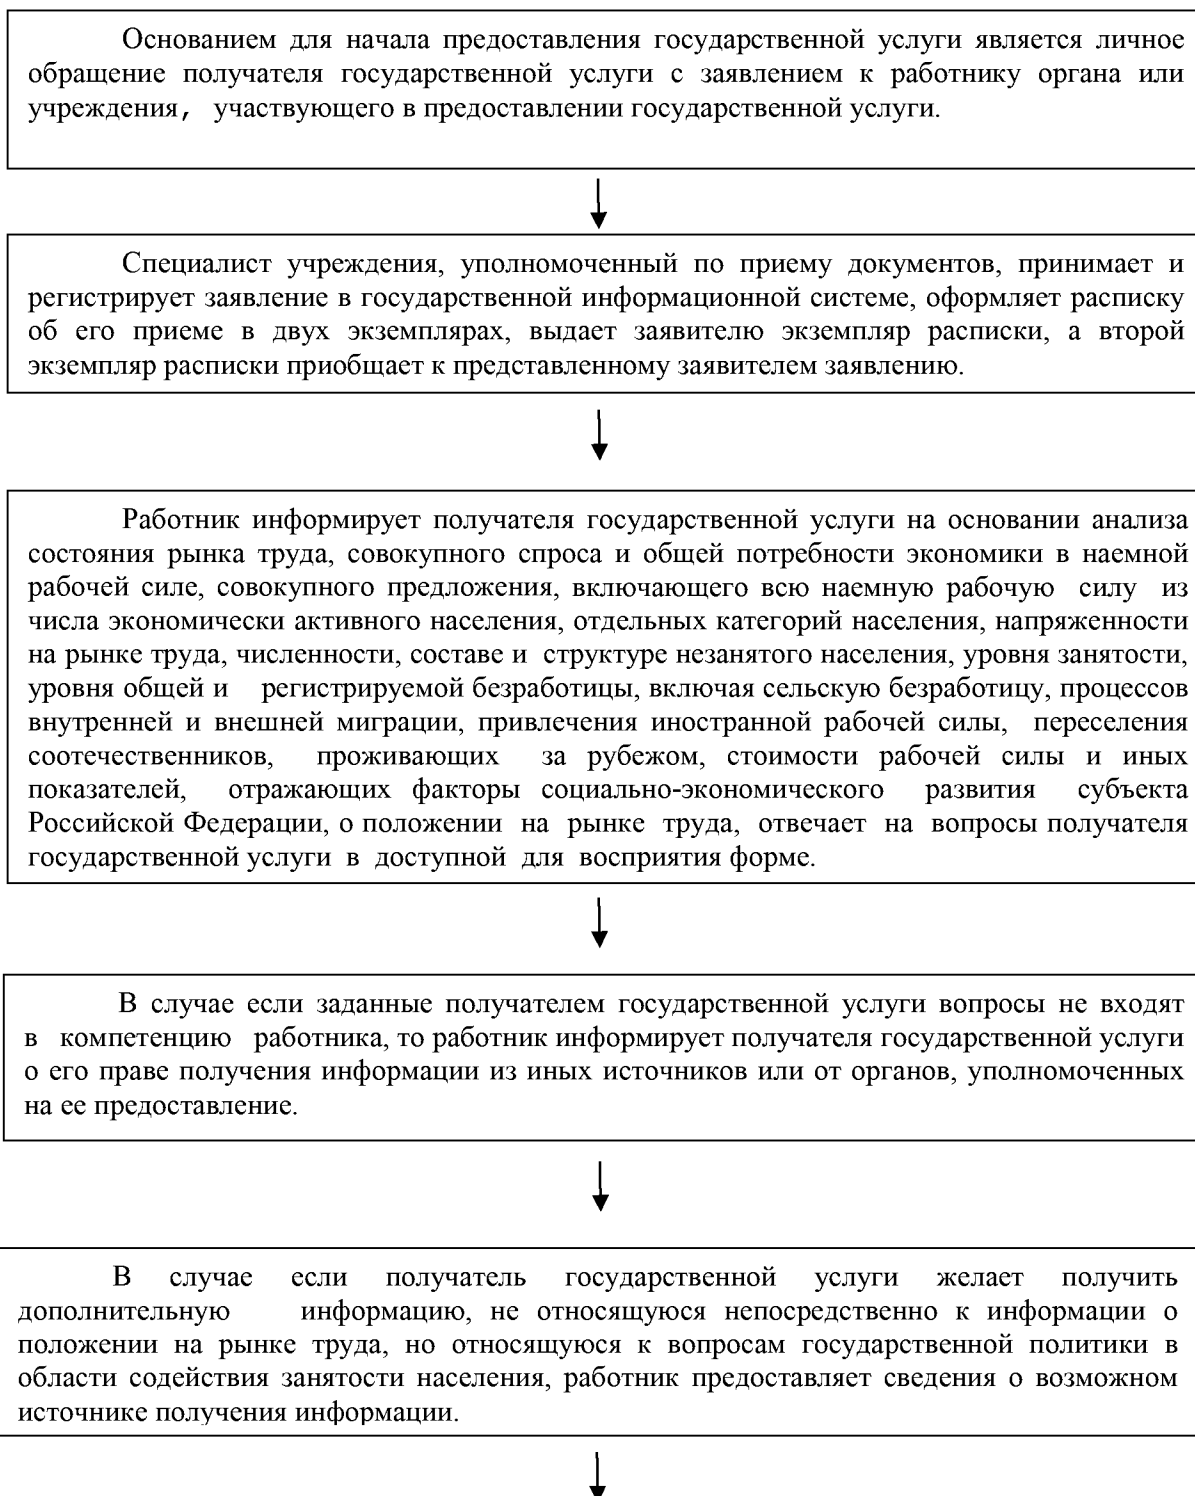 Основанием для начала предоставления государственной услуги является личное
обращение получателя государственной услуги с заявлением к работнику органа или
учреждения, участвующего в предоставлении государственной услуги.
Специалист учреждения, уполномоченный по приему документов, принимает и
регистрирует заявление в государственной информационной системе, оформляет расписку
об его приеме в двух экземплярах, выдает заявителю экземпляр расписки, а второй
экземпляр расписки приобщает к представленному заявителем заявлению.
Работник информирует получателя государственной услуги на основании анализа
состояния рынка труда, совокупного спроса и общей потребности экономики в наемной
рабочей силе, совокупного предложения, включающего всю наемную рабочую силу из
числа экономически активного населения, отдельных категорий населения, напряженности
на рынке труда, численности, составе и структуре незанятого населения, уровня занятости,
уровня общей и регистрируемой безработицы, включая сельскую безработицу, процессов
внутренней и внешней миграции, привлечения иностранной рабочей силы, переселения
соотечественников, проживающих за рубежом, стоимости рабочей силы и иных
показателей, отражающих факторы социально-экономического развития субъекта
Российской Федерации, о положении на рынке труда, отвечает на вопросы получателя
государственной услуги в доступной для восприятия форме.
В случае если заданные получателем государственной услуги вопросы не входят
в компетенцию работника, то работник информирует получателя государственной услуги
о его праве получения информации из иных источников или от органов, уполномоченных
на ее предоставление.
В случае если получатель государственной услуги желает получить
дополнительную информацию, не относящуюся непосредственно к информации о
положении на рынке труда, но относящуюся к вопросам государственной политики в
области содействия занятости населения, работник предоставляет сведения о возможном
источнике получения информации.